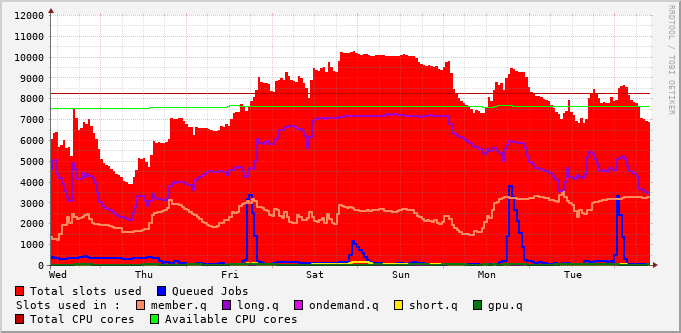 RRDTOOL / TOBI OETIKER
12000
11000
10000
9000
8000
7000
6000
5000
4000
3000
2000
1000
0
Wed Thu Fri Sat Sun Mon Tue
Total slots used Queued Jobs
Slots used in : member.q long.q ondemand.q short.q gpu.q
Total CPU cores Available CPU cores